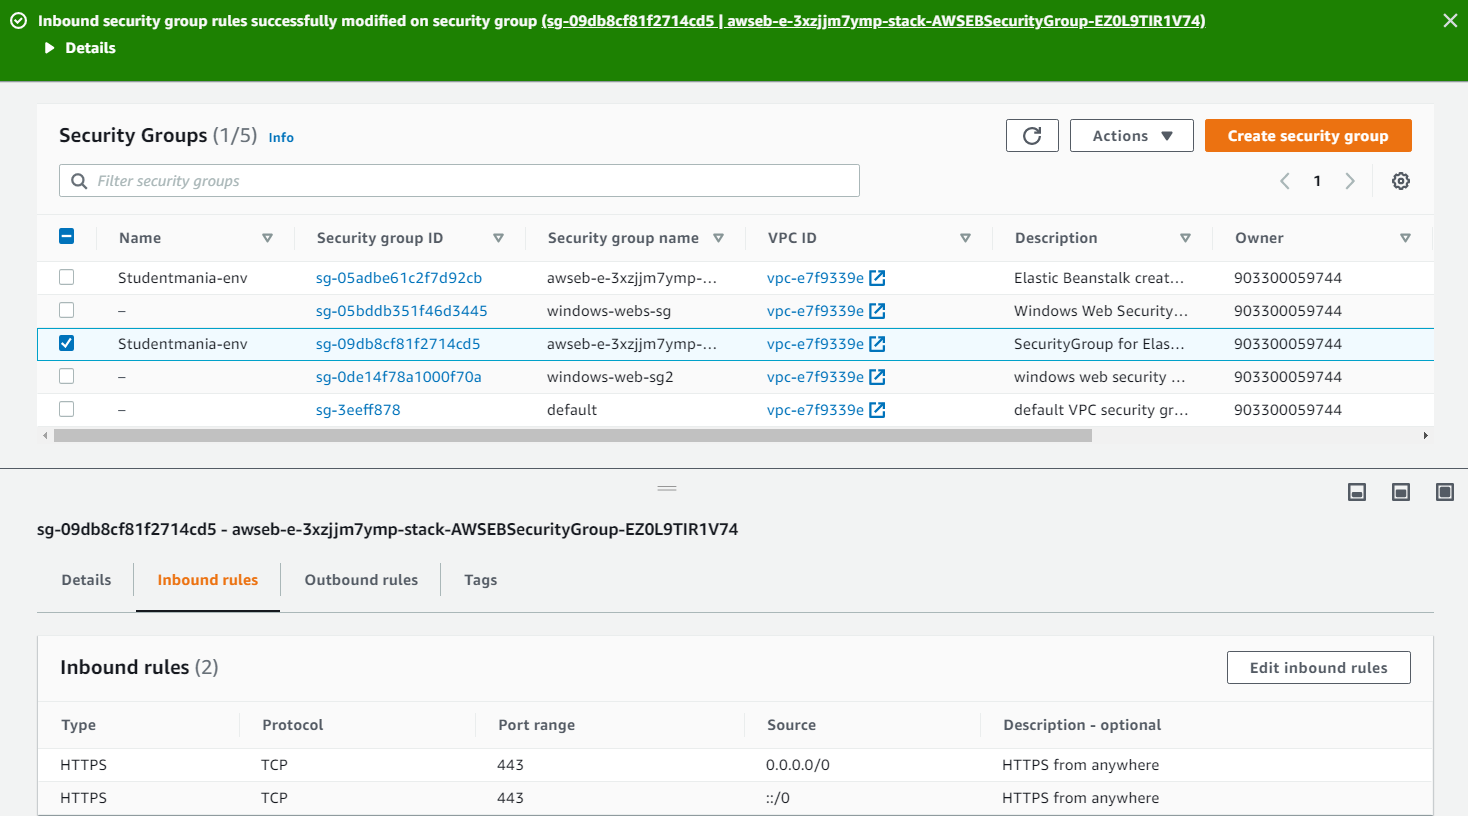 Inbound security group rules successfully modified on security group (sg-09db8cf81f2714cd5 | awseb-e-3xzjjm7ymp-stack-AWSEBSecurityGroup-EZ0L9TIR1V74)
Details
Security Groups (1/5) Info
Actions
Create security group
Filter security groups
1
Name Security group ID Security group name VPC ID Description Owner
Studentmania-env sg-05adbe61c2f7d92cb awseb-e-3xzjjm7ymp-... vpc-e7f9339e Elastic Beanstalk creat... 903300059744
– sg-05bddb351f46d3445 windows-webs-sg vpc-e7f9339e Windows Web Security... 903300059744
Studentmania-env sg-09db8cf81f2714cd5 awseb-e-3xzjjm7ymp-... vpc-e7f9339e SecurityGroup for Elas... 903300059744
– sg-0de14f78a1000f70a windows-web-sg2 vpc-e7f9339e windows web security ... 903300059744
– sg-3eeff878 default vpc-e7f9339e default VPC security gr... 903300059744
sg-09db8cf81f2714cd5 - awseb-e-3xzjjm7ymp-stack-AWSEBSecurityGroup-EZ0L9TIR1V74
Details Inbound rules Outbound rules Tags
Inbound rules (2)
Edit inbound rules
Type Protocol Port range Source Description - optional
HTTPS TCP 443 0.0.0.0/0 HTTPS from anywhere
HTTPS TCP 443 ::/0 HTTPS from anywhere